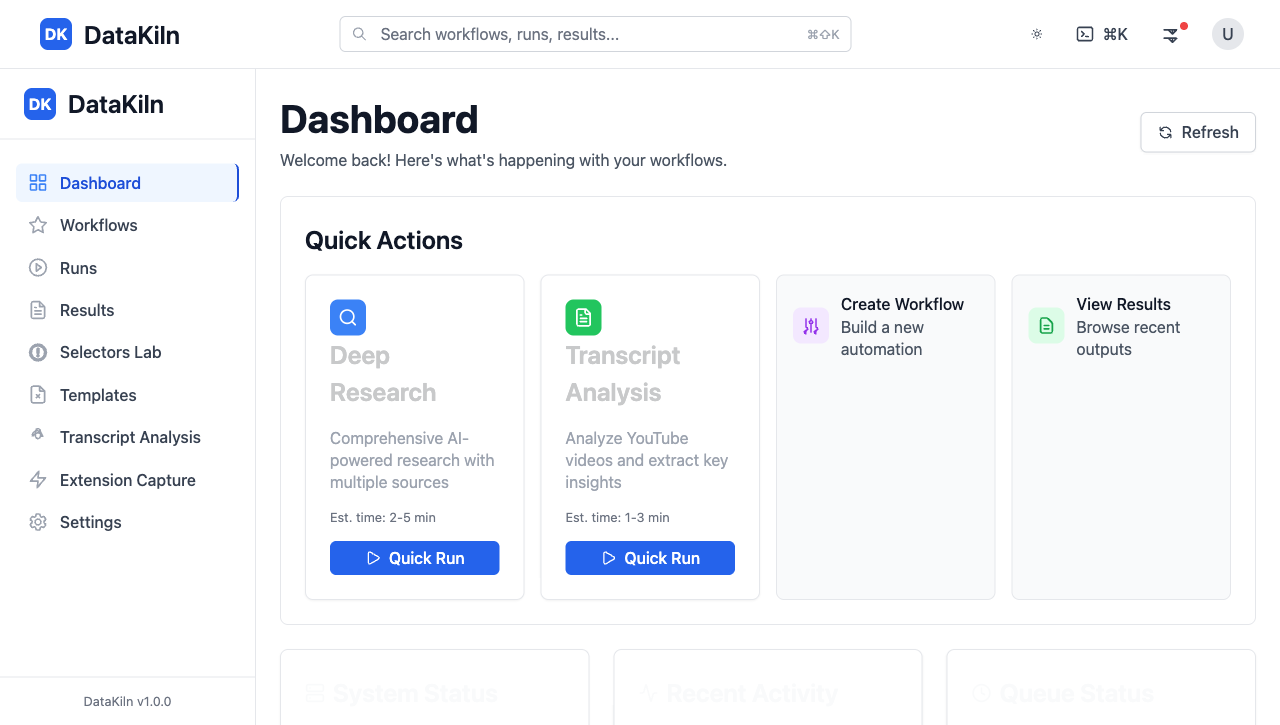 DK DataKiln
Search workflows, runs, results... ⌘⇧K
⌘K
U
DK DataKiln
Dashboard
Workflows
Runs
Results
Selectors Lab
Templates
Transcript Analysis
Extension Capture
Settings
DataKiln v1.0.0
Dashboard
Welcome back! Here's what's happening with your workflows.
Refresh
Quick Actions
Deep
Research
Comprehensive AI-
powered research with
multiple sources
Est. time: 2-5 min
Quick Run
Transcript
Analysis
Analyze YouTube
videos and extract key
insights
Est. time: 1-3 min
Quick Run
Create Workflow
Build a new
automation
View Results
Browse recent
outputs
System Status
Recent Activity
Queue Status